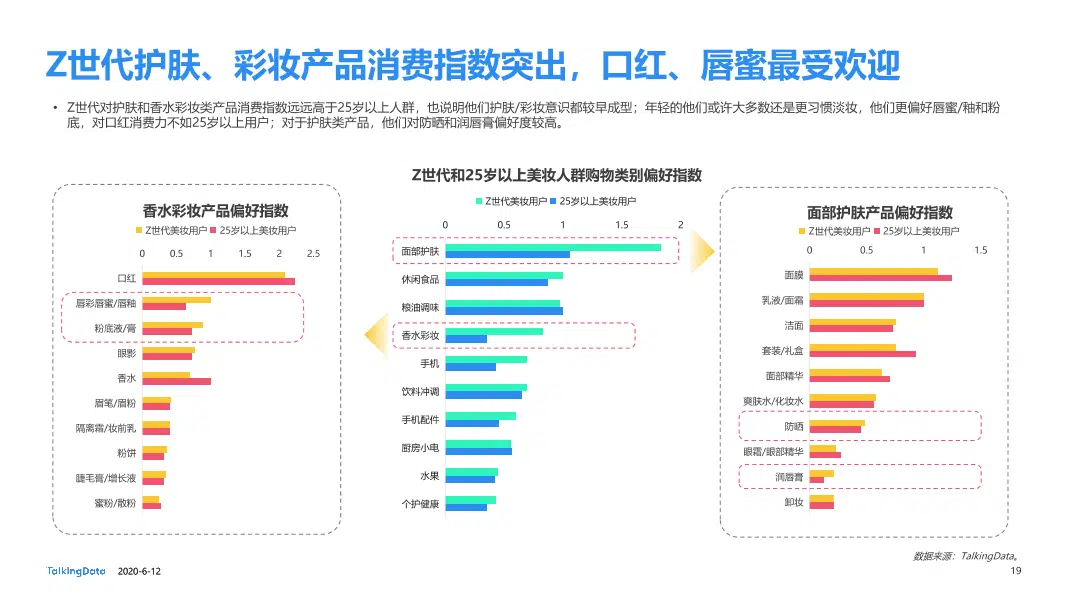 Z世代护肤、彩妆产品消费指数突出，口红、唇蜜最受欢迎
• Z世代对护肤和香水彩妆类产品消费指数远远高于25岁以上人群，也说明他们护肤/彩妆意识都较早成型；年轻的他们或许大多数还是更习惯淡妆，他们更偏好唇蜜/釉和粉
底，对口红消费力不如25岁以上用户；对于护肤类产品，他们对防晒和润唇膏偏好度较高。
香水彩妆产品偏好指数
Z世代美妆用户 25岁以上美妆用户
0 0.5 1 1.5 2 2.5
口红
唇彩唇蜜/唇釉
粉底液/膏
眼影
香水
眉笔/眉粉
隔离霜/妆前乳
粉饼
睫毛膏/增长液
蜜粉/散粉
Z世代和25岁以上美妆人群购物类别偏好指数
Z世代美妆用户 25岁以上美妆用户
0 0.5 1 1.5 2
面部护肤
休闲食品
粮油调味
香水彩妆
手机
饮料冲调
手机配件
厨房小电
水果
个护健康
面部护肤产品偏好指数
Z世代美妆用户 25岁以上美妆用户
0 0.5 1 1.5
面膜
乳液/面霜
洁面
套装/礼盒
面部精华
爽肤水/化妆水
防晒
眼霜/眼部精华
润唇膏
卸妆
数据来源：TalkingData。
TalkingData 2020-6-12
19